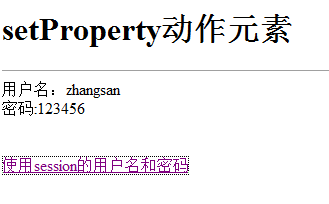 setProperty动作元素
用户名：zhangsan
密码:123456
使用session的用户名和密码